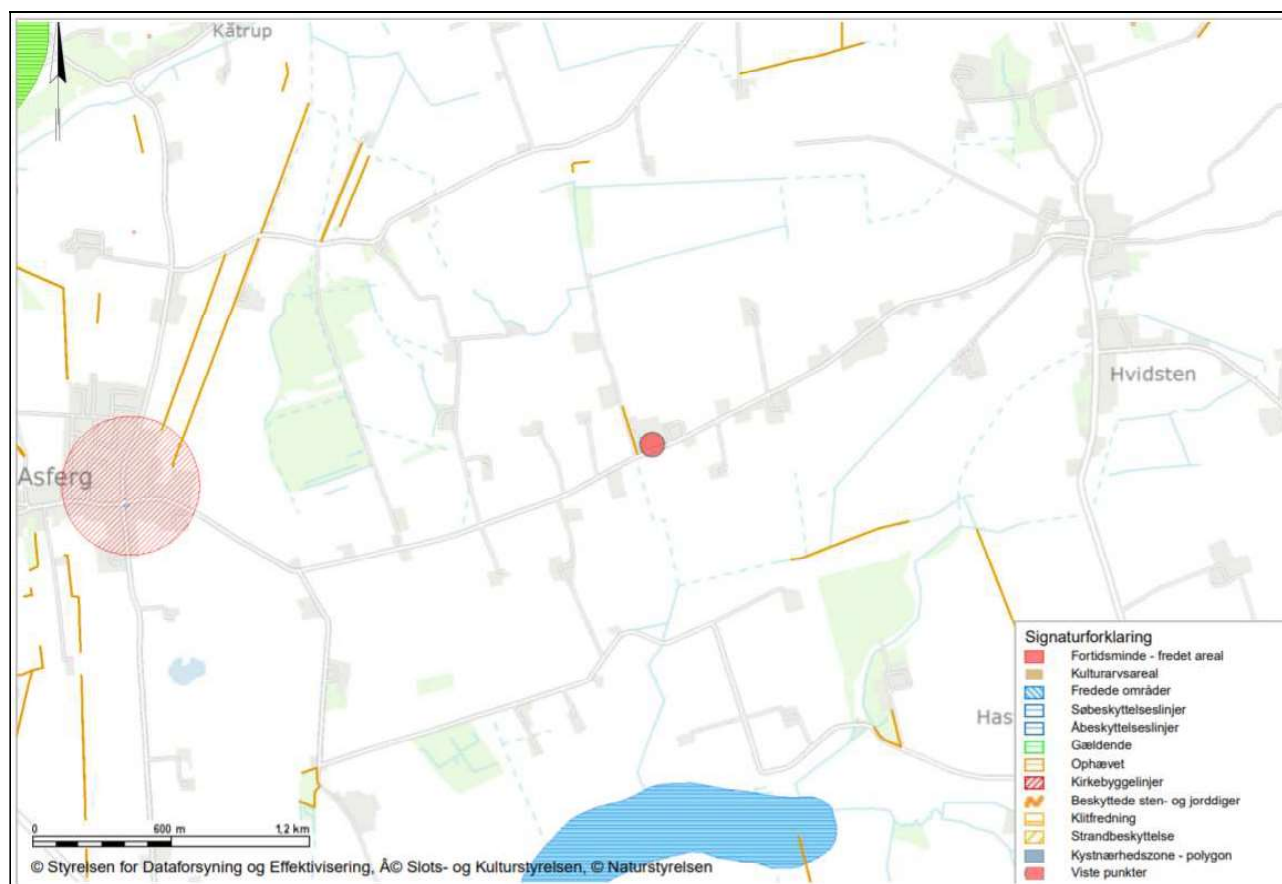 Kåtrup
Hvidsten
Asferg
Has
Signaturforklaring
Fortidsminde - fredet areal
Kulturarvsareal
Fredede områder
Søbeskyttelseslinjer
Åbeskyttelseslinjer
Gældende
Ophævet
Kirkebyggelinjer
Beskyttede sten- og jorddiger
Klitfredning
Strandbeskyttelse
Kystnærhedszone - polygon
Viste punkter
0 600 m 1,2 km
© Styrelsen for Dataforsyning og Effektivisering, Â© Slots- og Kulturstyrelsen, © Naturstyrelsen